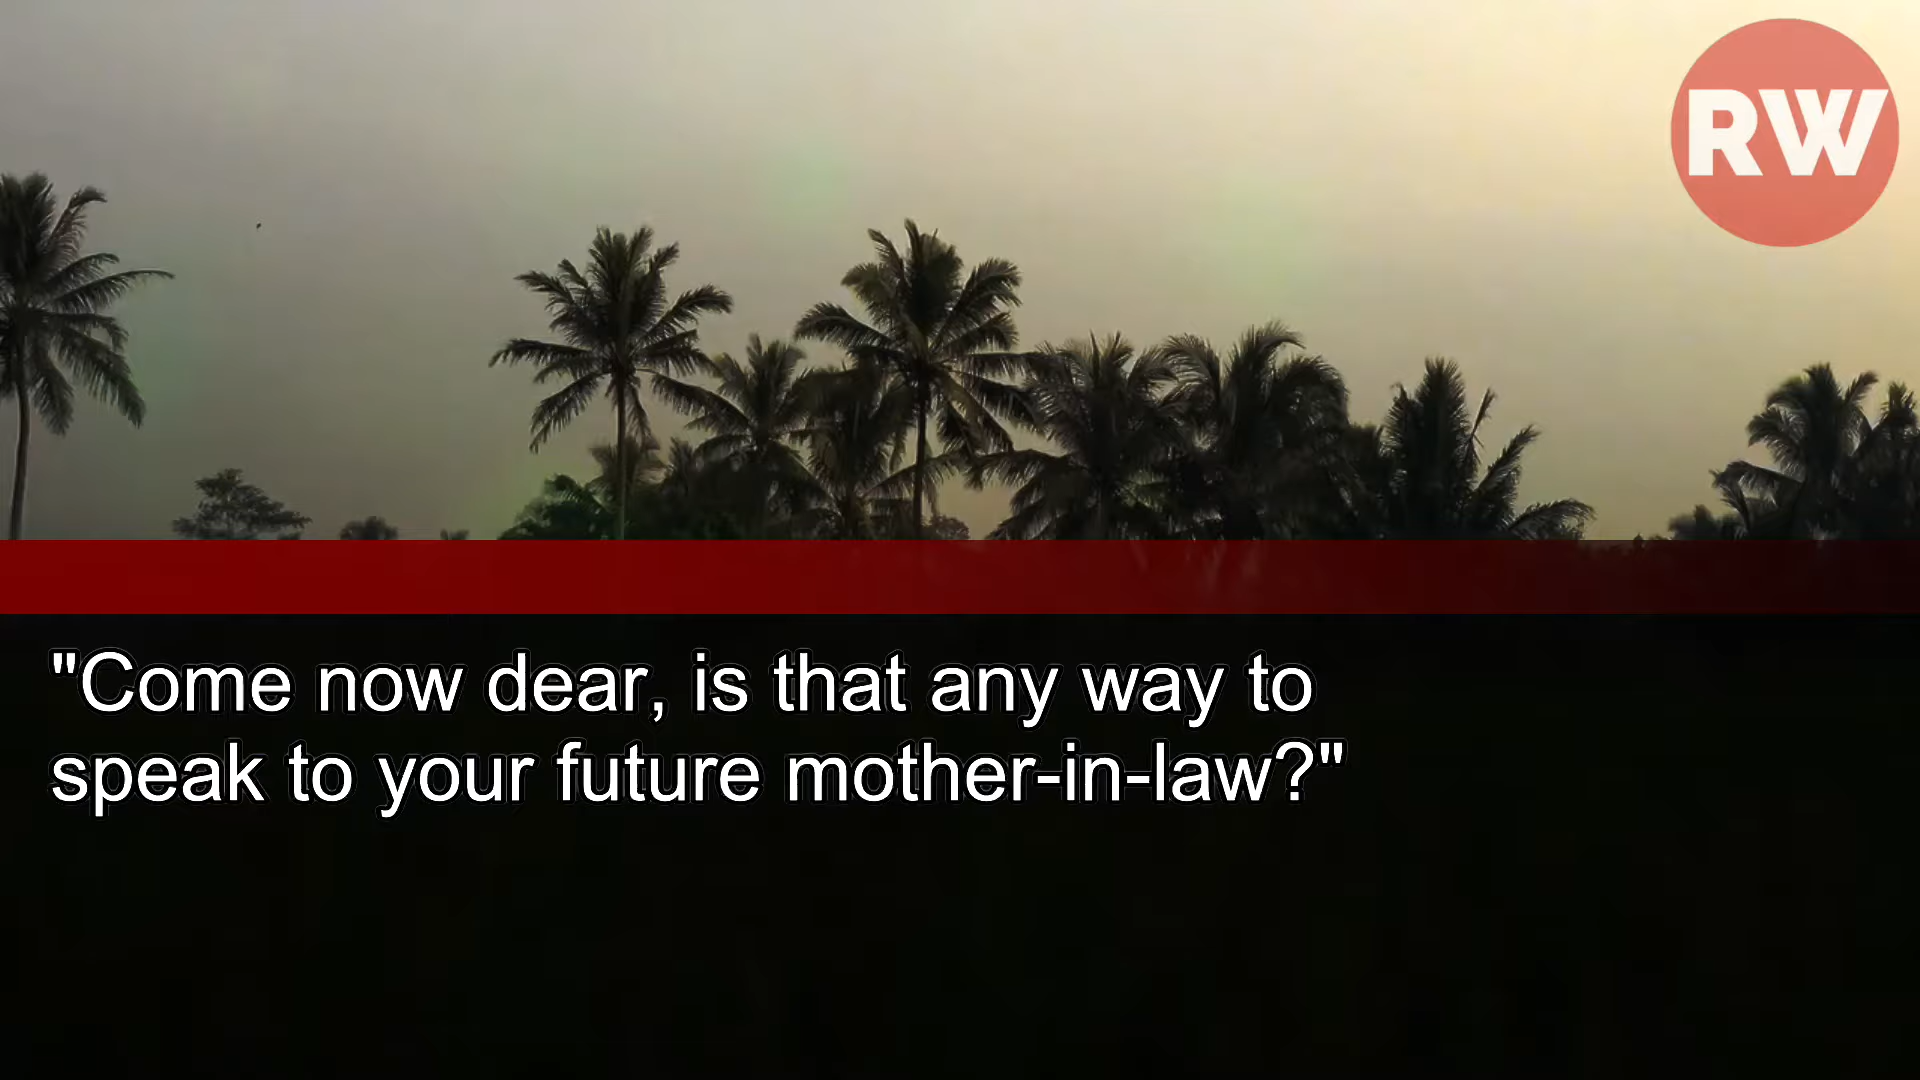 RW
"Come now dear, is that any way to
speak to your future mother-in-law?"